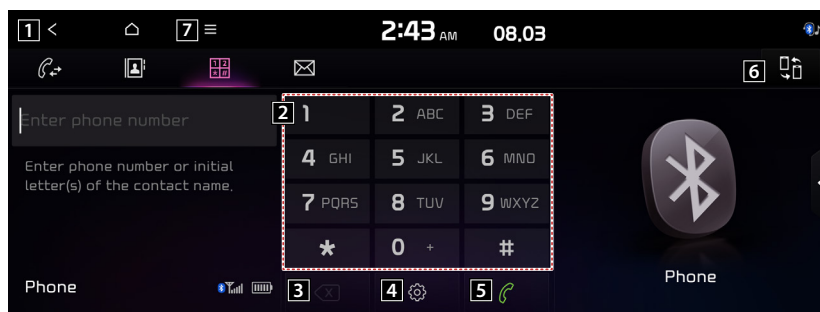 1 7 2:43 AM 08.03
1 2
* #
6
Enter phone number
Enter phone number or initial
letter(s) of the contact name.
2 1 2 ABC 3 DEF
4 GHI 5 JKL 6 MNO
7 PQRS 8 TUV 9 WXYZ
* 0 + #
Phone 3 4 5 Phone